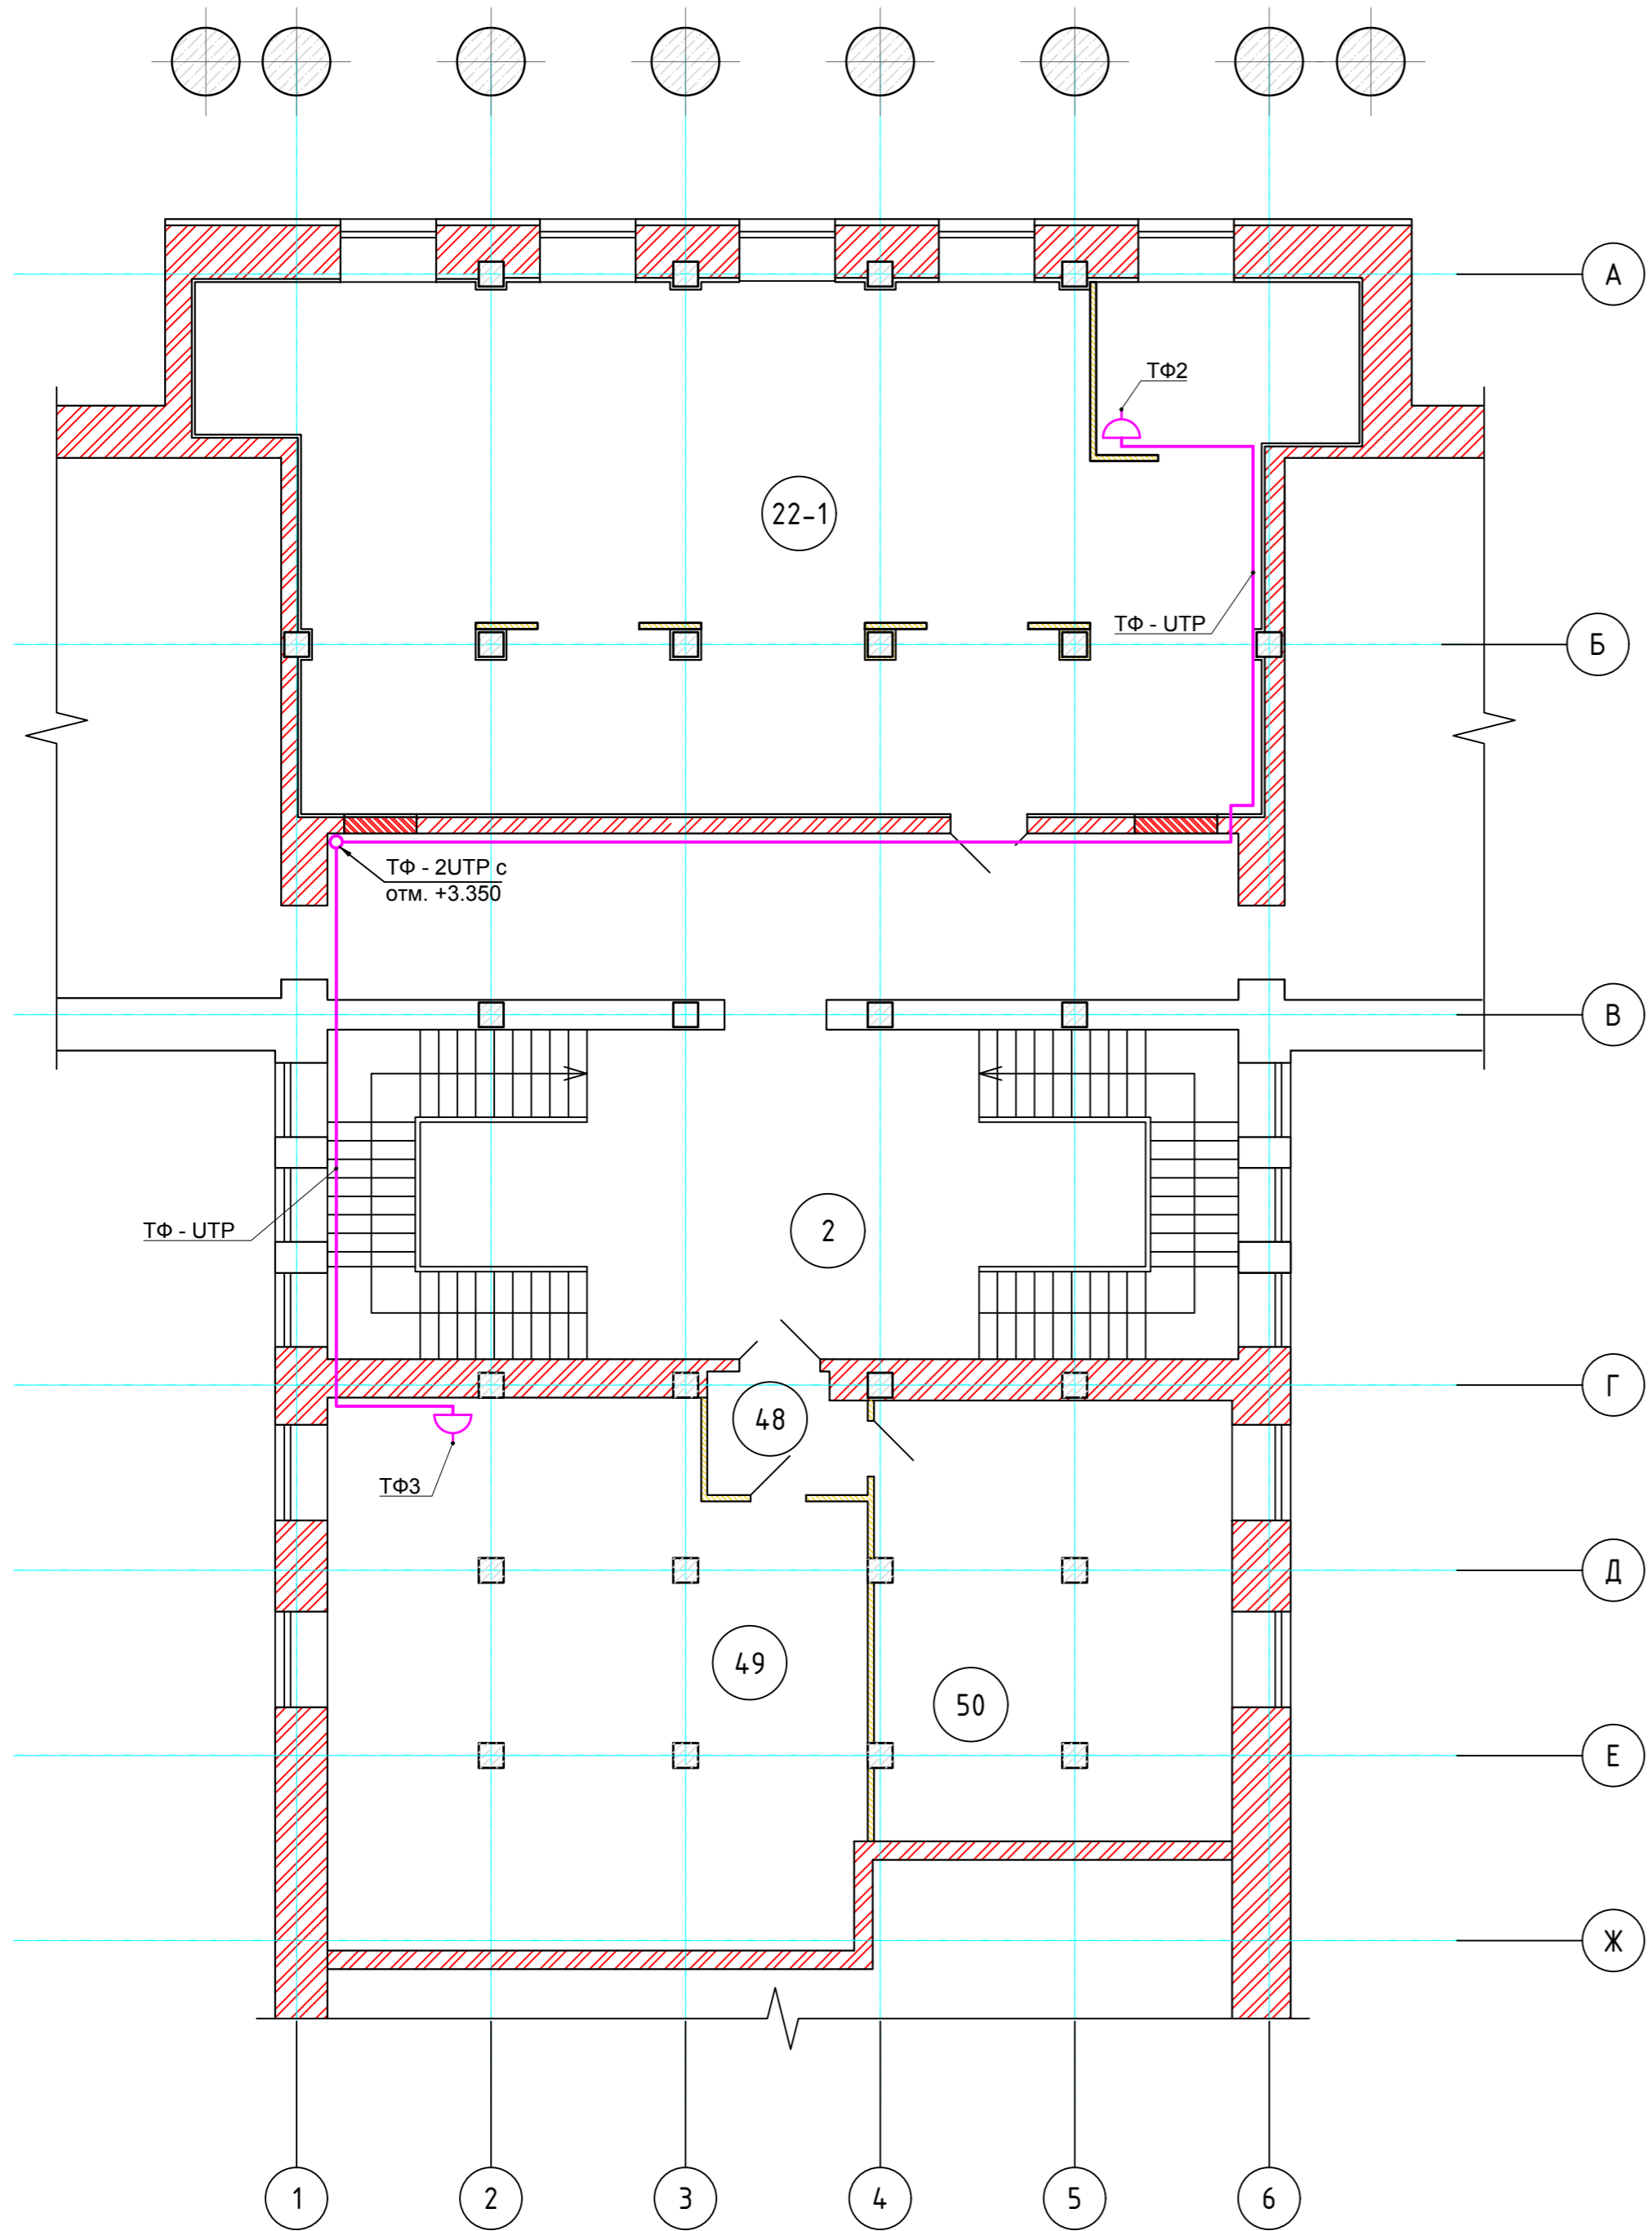 А
ТФ2
22-1
ТФ - UTP
Б
ТФ - 2UTP с
отм. +3.350
В
ТФ - UTP
2
Г
48
ТФ3
Д
49
50
Е
Ж
1
2
3
4
5
6